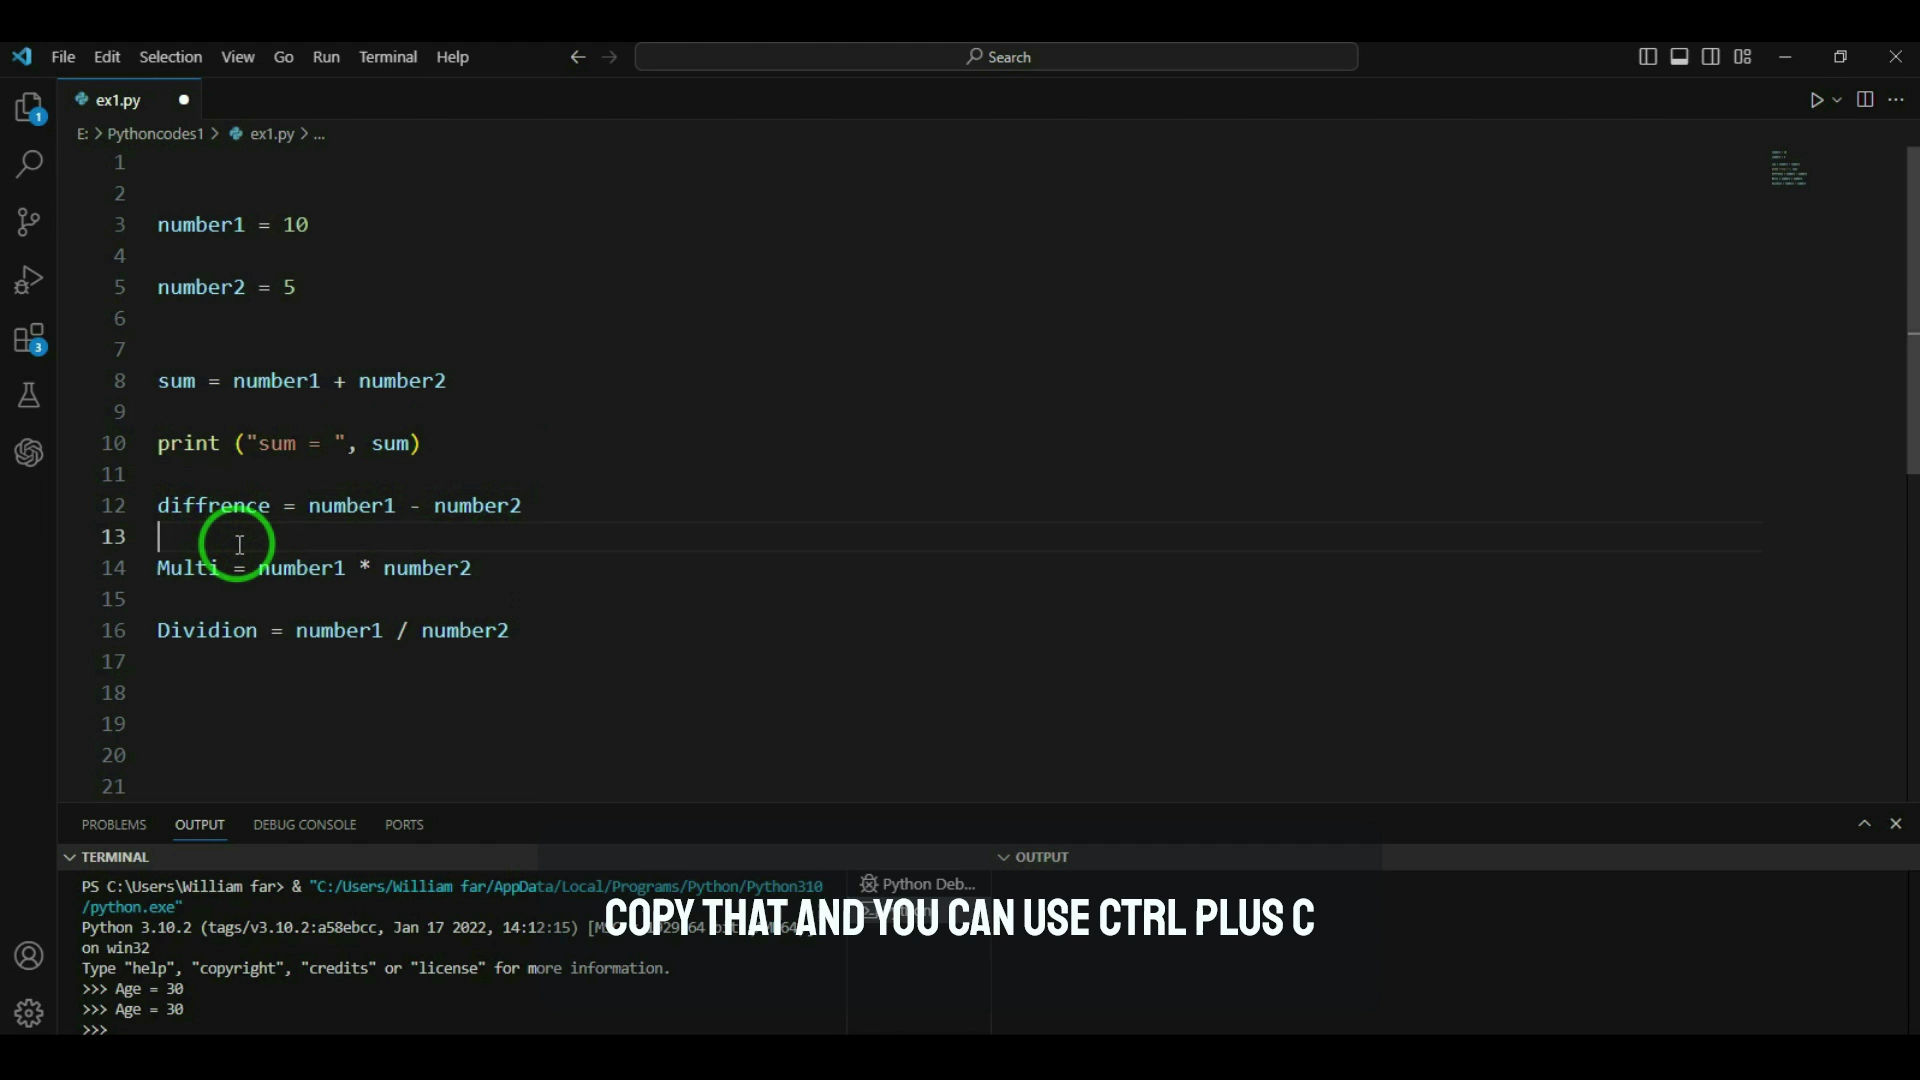 File Edit Selection View Go Run Terminal Help
Search
ex1.py
E: > Pythoncodes1 > ex1.py > ...
1
2
3 number1 = 10
4
5 number2 = 5
6
7
8 sum = number1 + number2
9
10 print ("sum = ", sum)
11
12 diffrence = number1 - number2
13
14 Multi = number1 * number2
15
16 Dividion = number1 / number2
17
18
19
20
21
1
3
PROBLEMS OUTPUT DEBUG CONSOLE PORTS
TERMINAL
PS C:\Users\William far> & "C:/Users/William far/AppData/Local/Programs/Python/Python310
/python.exe"
Python 3.10.2 (tags/v3.10.2:a58ebcc, Jan 17 2022, 14:12:15)
on win32
Type "help", "copyright", "credits" or "license" for more information.
>>> Age = 30
>>> Age = 30
>>>
Python Deb...
OUTPUT
COPY THAT AND YOU CAN USE CTRL PLUS C